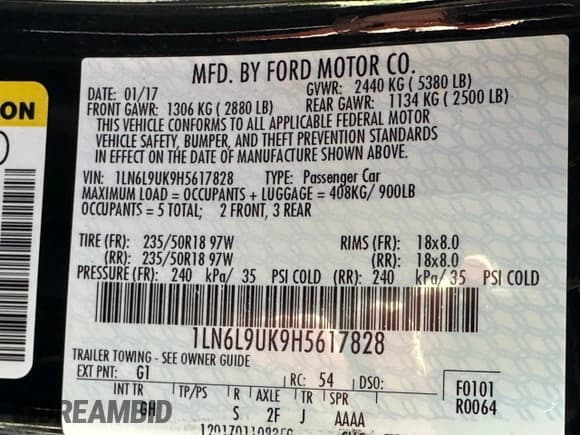 ON
MFD. BY FORD MOTOR CO.
DATE: 01/17 GVWR: 2440 KG ( 5380 LB)
FRONT GAWR: 1306 KG ( 2880 LB) REAR GAWR: 1134 KG ( 2500 LB)
THIS VEHICLE CONFORMS TO ALL APPLICABLE FEDERAL MOTOR
VEHICLE SAFETY, BUMPER, AND THEFT PREVENTION STANDARDS
IN EFFECT ON THE DATE OF MANUFACTURE SHOWN ABOVE.
VIN: 1LN6L9UK9H5617828 TYPE: Passenger Car
MAXIMUM LOAD = OCCUPANTS + LUGGAGE = 408KG/ 900LB
OCCUPANTS = 5 TOTAL; 2 FRONT, 3 REAR
TIRE (FR): 235/50R18 97W RIMS (FR): 18x8.0
(RR): 235/50R18 97W (RR): 18x8.0
PRESSURE (FR): 240 kPa/ 35 PSI COLD (RR): 240 kPa/ 35 PSI COLD
1LN6L9UK9H5617828
TRAILER TOWING - SEE OWNER GUIDE
EXT PNT: G1 RC: 54 DSO: F0101
INT TR TP/PS R AXLE TR SPR R0064
GH S 2F J AAAA
DREAMBID